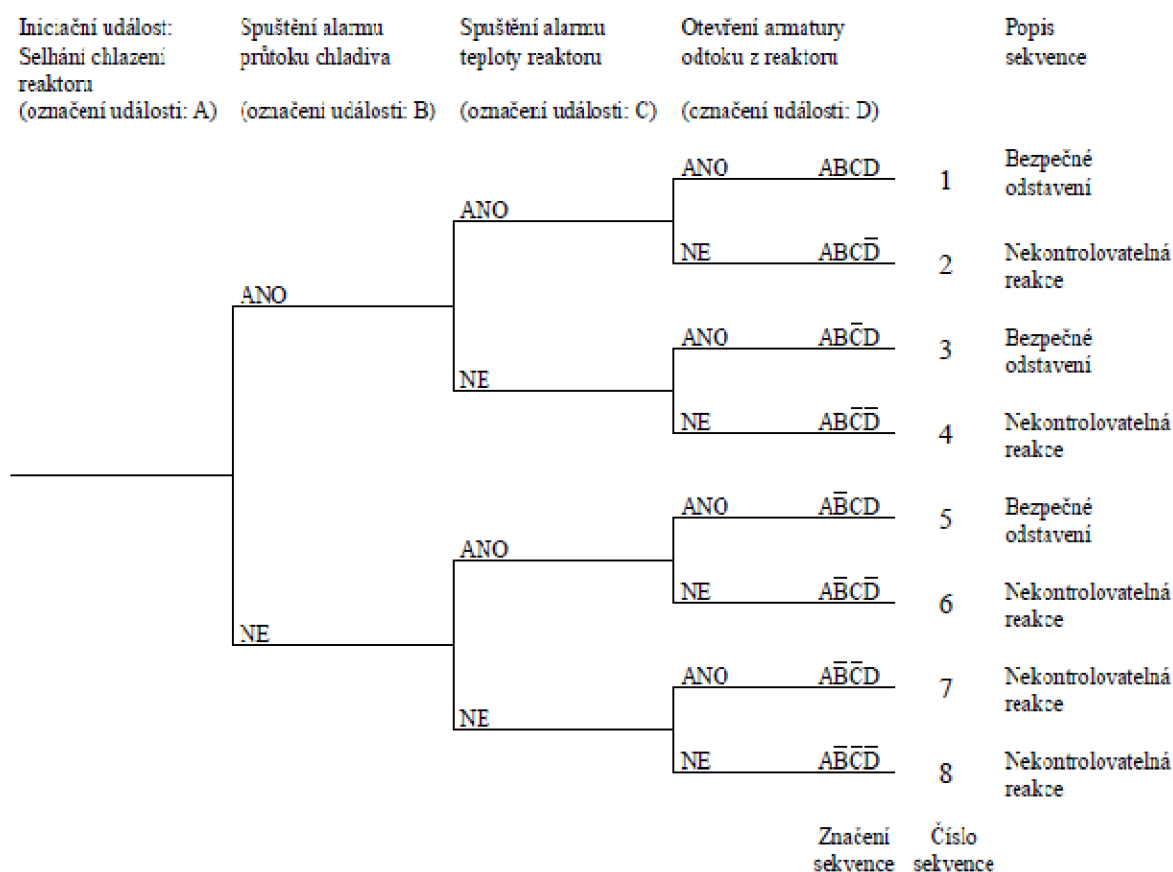 Iniciační událost:
Selhání chlazení
reaktoru
(označení události: A)
Spuštění alarmu
průtoku chladiva
(označení události: B)
Spuštění alarmu
teploty reaktoru
(označení události: C)
Otevření armatury
odtoku z reaktoru
(označení události: D)
Popis
sekvence
ANO ABCD 1 Bezpečné
odstavení
ANO
NE ABCD̅ 2 Nekontrolovatelná
reakce
ANO
ANO ABC̅D 3 Bezpečné
odstavení
NE
NE ABC̅D̅ 4 Nekontrolovatelná
reakce
ANO AB̅CD 5 Bezpečné
odstavení
ANO
NE AB̅CD̅ 6 Nekontrolovatelná
reakce
NE
ANO AB̅C̅D 7 Nekontrolovatelná
reakce
NE
NE AB̅C̅D̅ 8 Nekontrolovatelná
reakce
Značení
sekvence
Číslo
sekvence